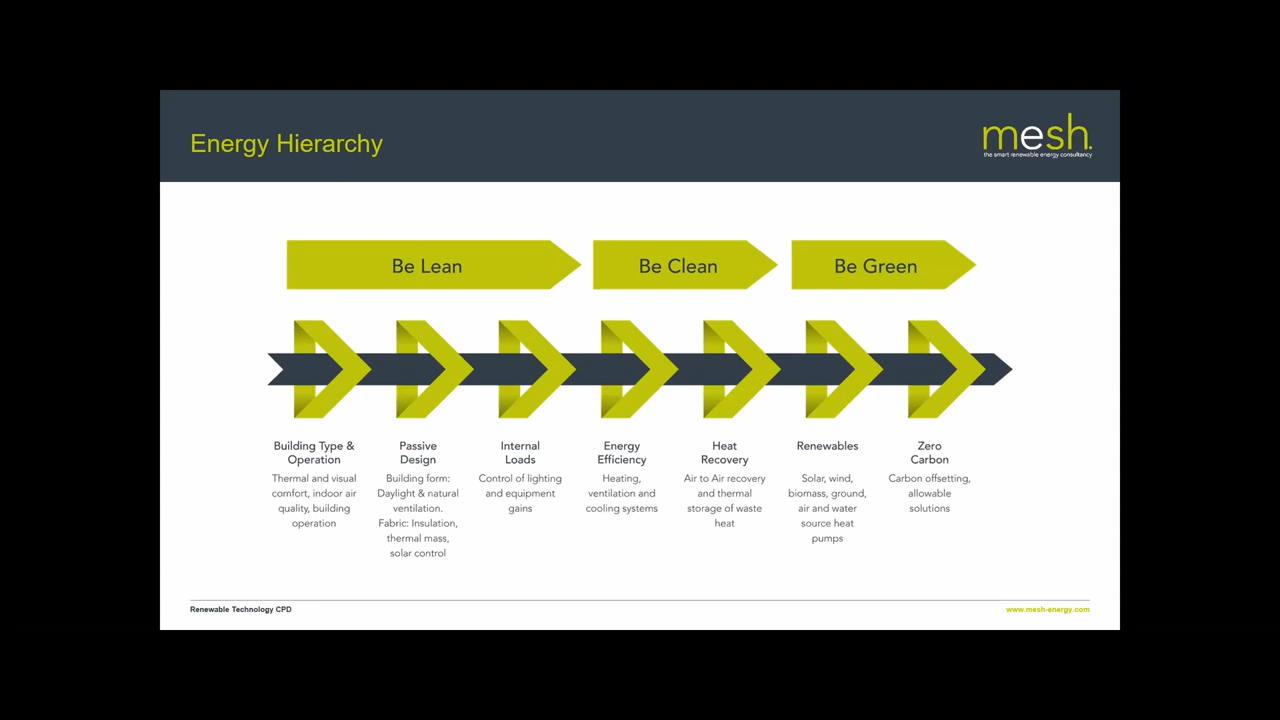 Energy Hierarchy
mesh.
the smart renewable energy consultancy
Be Lean
Be Clean
Be Green
Building Type &
Operation
Thermal and visual
comfort, indoor air
quality, building
operation
Passive
Design
Building form:
Daylight & natural
ventilation.
Fabric: Insulation,
thermal mass,
solar control
Internal
Loads
Control of lighting
and equipment
gains
Energy
Efficiency
Heating,
ventilation and
cooling systems
Heat
Recovery
Air to Air recovery
and thermal
storage of waste
heat
Renewables
Solar, wind,
biomass, ground,
air and water
source heat
pumps
Zero
Carbon
Carbon offsetting,
allowable
solutions
Renewable Technology CPD
www.mesh-energy.com